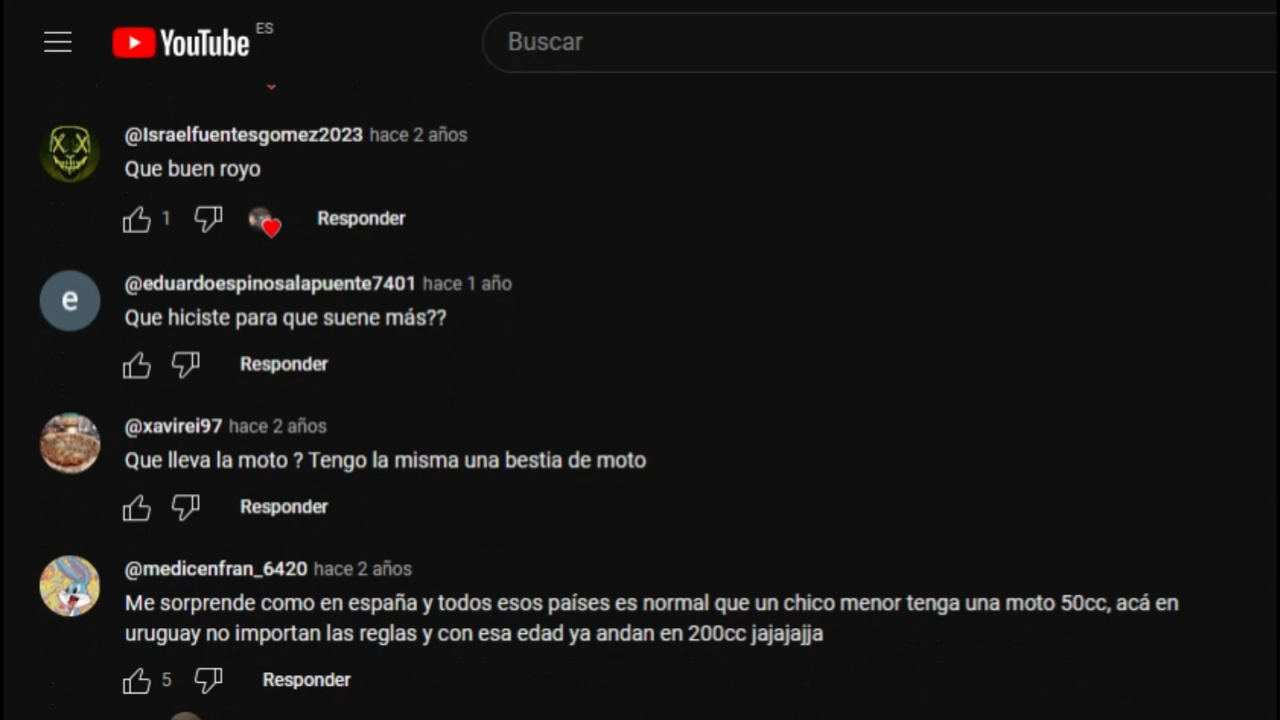 YouTube ES
Buscar
@Israelfuentesgomez2023 hace 2 años
Que buen royo
1 Responder
e
@eduardoespinosalapuente7401 hace 1 año
Que hiciste para que suene más??
Responder
@xavirei97 hace 2 años
Que lleva la moto ? Tengo la misma una bestia de moto
Responder
@medicenfran_6420 hace 2 años
Me sorprende como en españa y todos esos países es normal que un chico menor tenga una moto 50cc, acá en
uruguay no importan las reglas y con esa edad ya andan en 200cc jajajajja
5 Responder